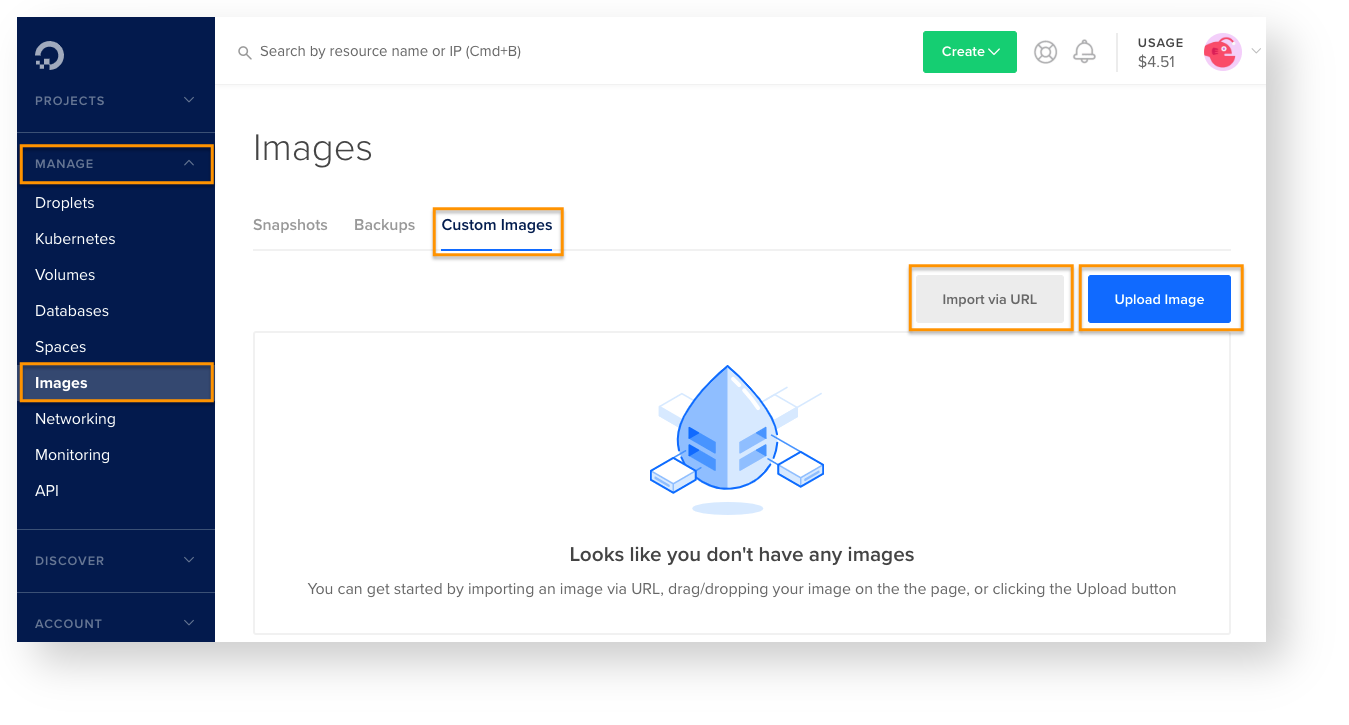 PROJECTS
MANAGE
Droplets
Kubernetes
Volumes
Databases
Spaces
Images
Networking
Monitoring
API
DISCOVER
ACCOUNT
Search by resource name or IP (Cmd+B)
Create
USAGE
$4.51
Images
Snapshots Backups Custom Images
Import via URL Upload Image
Looks like you don't have any images
You can get started by importing an image via URL, drag/dropping your image on the the page, or clicking the Upload button